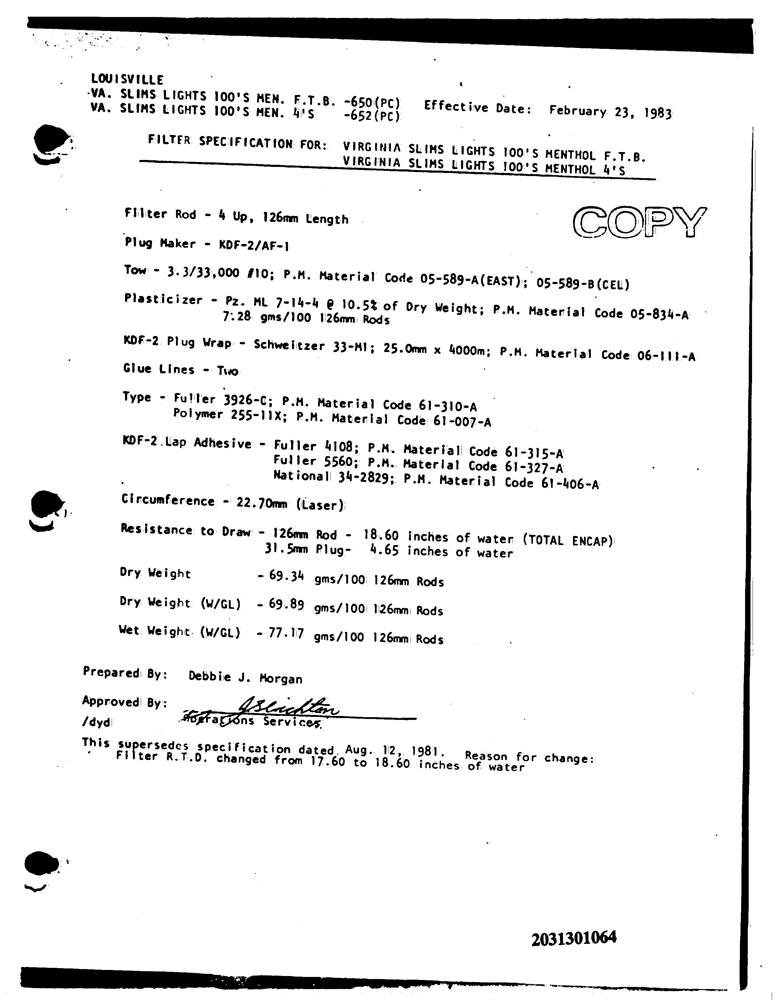 LOUISVILLE
VA. SLIMS LIGHTS 100'S MEN. F.T.B. -650(PC)
VA. SLIMS LIGHTS 100'S MEN. 4'S -652(PC)
Effective Date: February 23, 1983
FILTER SPECIFICATION FOR: VIRGINIA SLIMS LIGHTS 100'S MENTHOL F.T.B.
VIRGINIA SLIMS LIGHTS 100'S MENTHOL 4'S
COPY
Filter Rod - 4 Up, 126mm Length
Plug Maker - KDF-2/AF-1
Tow - 3.3/33,000 #10; P.M. Material Code 05-589-A(EAST); 05-589-B(CEL)
Plasticizer - Pz. ML 7-14-4 @ 10.5% of Dry Weight; P.M. Material Code 05-834-A
7.28 gms/100 126mm Rods
KDF-2 Plug Wrap - Schweitzer 33-M1; 25.0mm x 4000m; P.M. Material Code 06-111-A
Glue Lines - Two
Type - Fuller 3926-C; P.M. Material Code 61-310-A
Polymer 255-11X; P.M. Material Code 61-007-A
KDF-2 Lap Adhesive - Fuller 4108; P.M. Material Code 61-315-A
Fuller 5560; P.M. Material Code 61-327-A
National 34-2829; P.M. Material Code 61-406-A
Circumference - 22.70mm (Laser)
Resistance to Draw - 126mm Rod - 18.60 inches of water (TOTAL ENCAP)
31.5mm Plug- 4.65 inches of water
Dry Weight - 69.34 gms/100 126mm Rods
Dry Weight (W/GL) - 69.89 gms/100 126mm Rods
Wet Weight (W/GL) - 77.17 gms/100 126mm Rods
Prepared By: Debbie J. Morgan
Approved By:
/dyd Operations Services
This supersedes specification dated Aug. 12, 1981. Reason for change:
Filter R.T.D. changed from 17.60 to 18.60 inches of water
2031301064